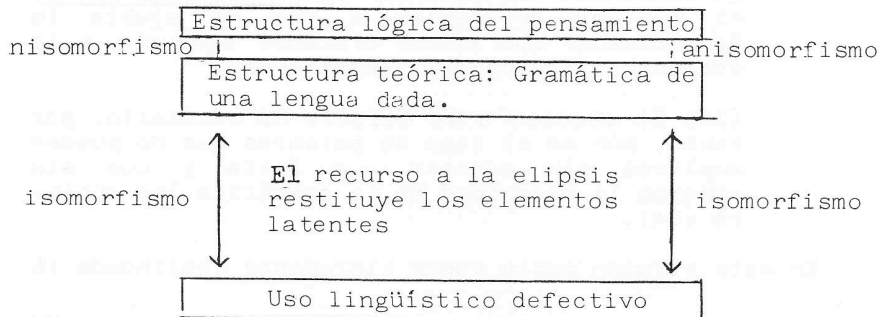 Estructura lógica del pensamiento
nisomorfismo
anisomorfismo
Estructura teórica: Gramática de
una lengua dada.
isomorfismo
El recurso a la elipsis
restituye los elementos
latentes
isomorfismo
Uso lingüístico defectivo